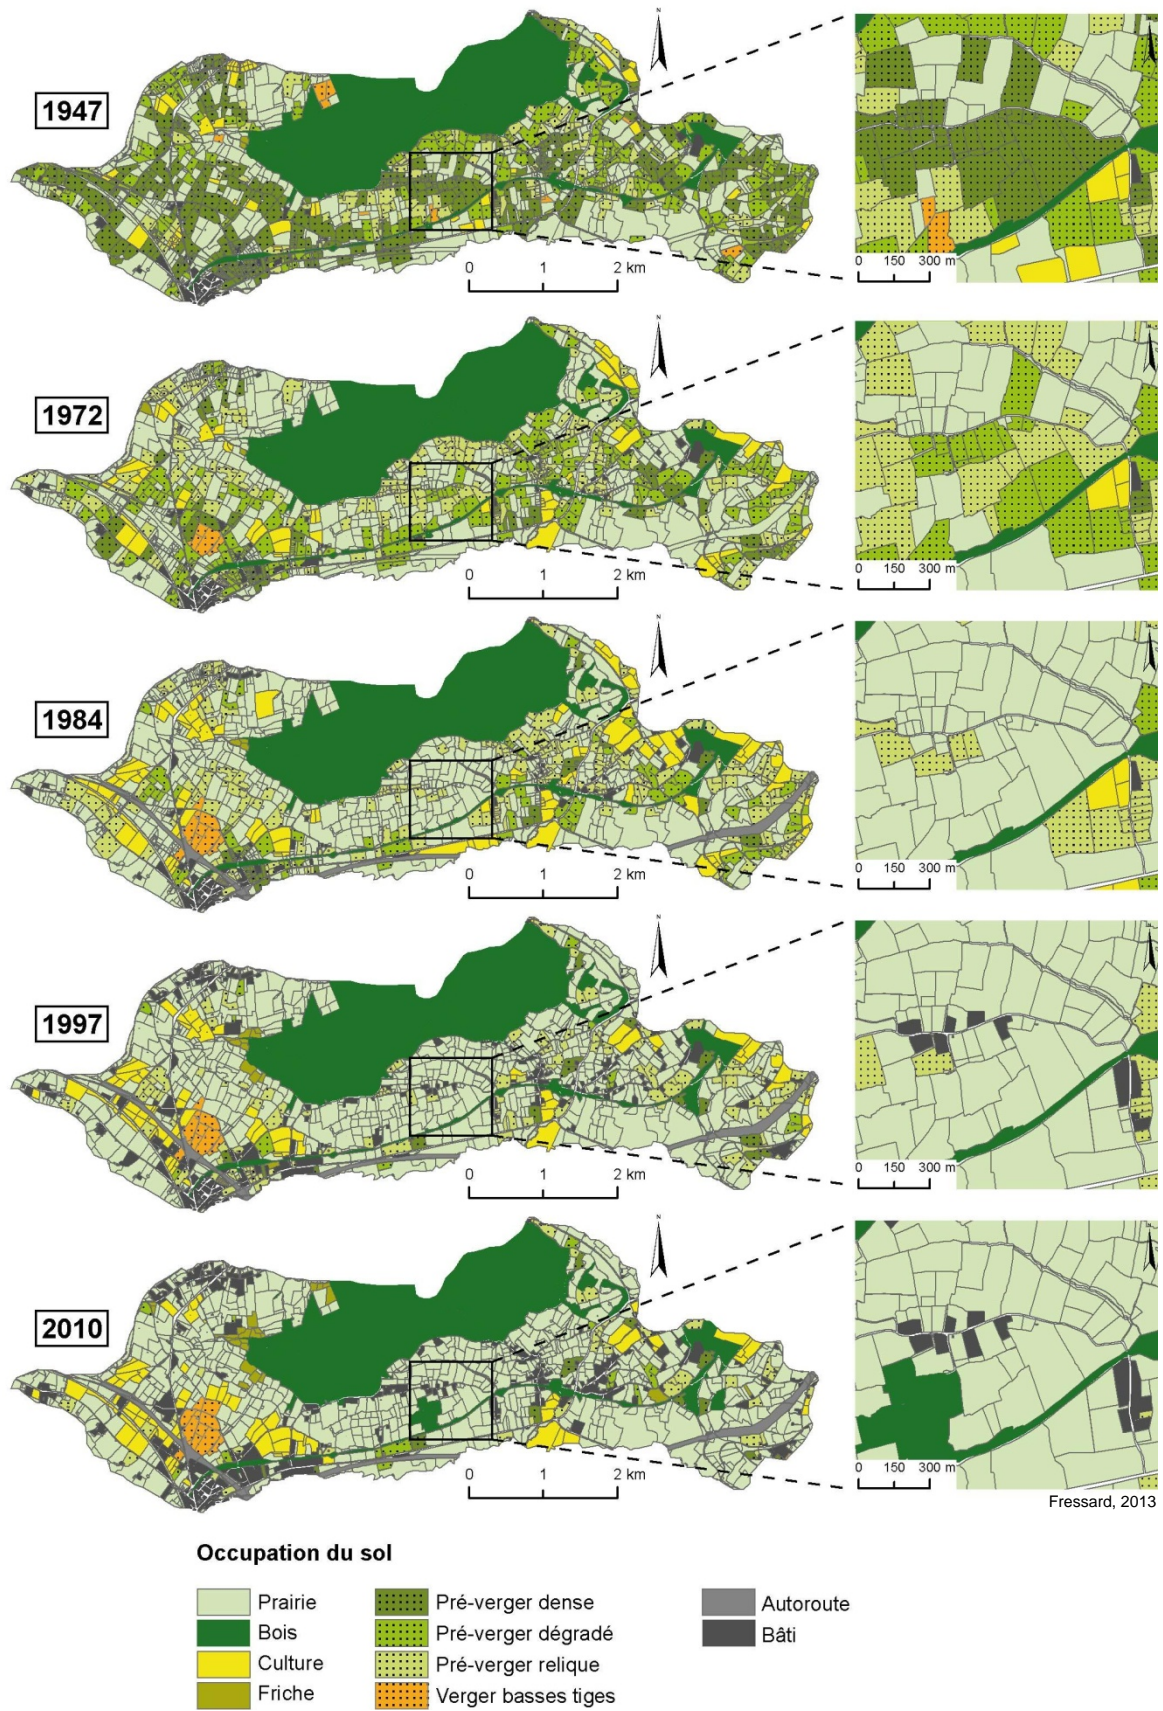 1947
N
0 1 2 km
0 150 300 m
1972
N
0 1 2 km
0 150 300 m
1984
N
0 1 2 km
0 150 300 m
1997
N
0 1 2 km
0 150 300 m
2010
N
0 1 2 km
0 150 300 m
Fressard, 2013
Occupation du sol
Prairie
Bois
Culture
Friche
Pré-verger dense
Pré-verger dégradé
Pré-verger relique
Verger basses tiges
Autoroute
Bâti